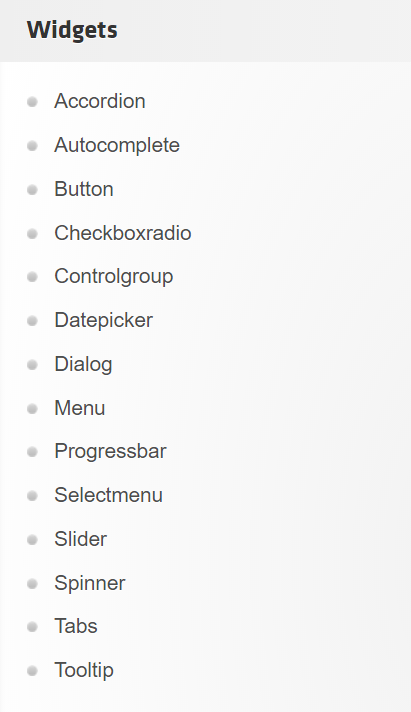 Widgets
Accordion
Autocomplete
Button
Checkboxradio
Controlgroup
Datepicker
Dialog
Menu
Progressbar
Selectmenu
Slider
Spinner
Tabs
Tooltip